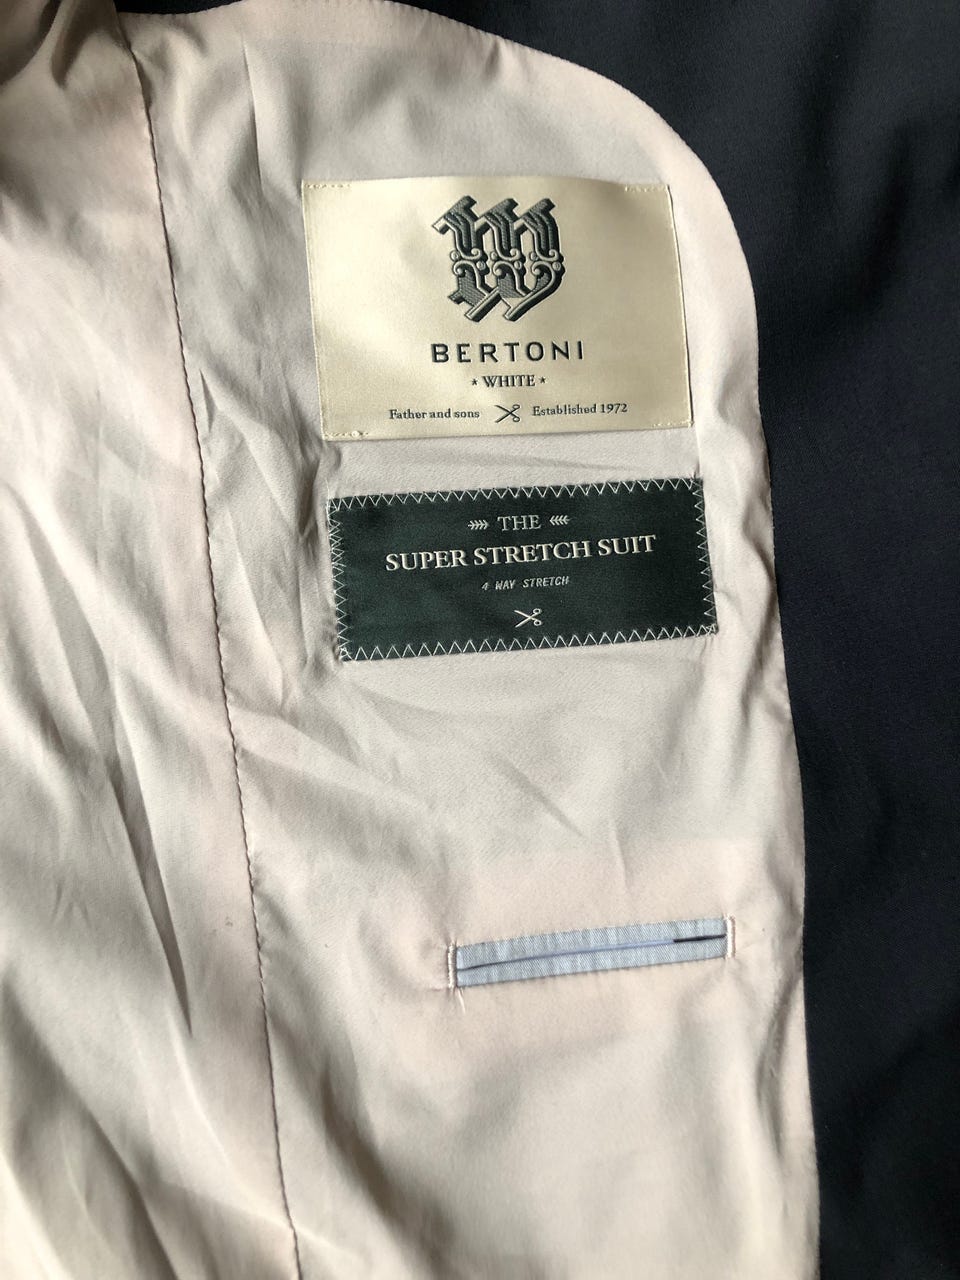 W
BERTONI
* WHITE *
Father and sons Established 1972
THE
SUPER STRETCH SUIT
4 WAY STRETCH